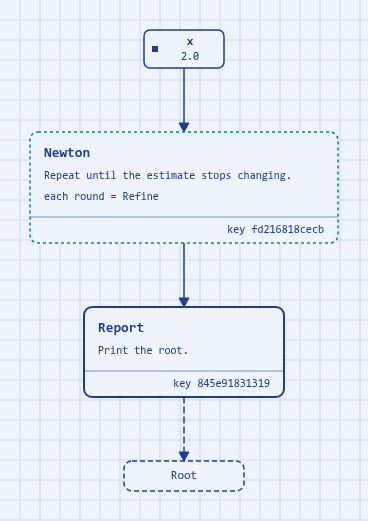 x
2.0
Newton
Repeat until the estimate stops changing.
each round = Refine
key fd216818cecb
Report
Print the root.
key 845e91831319
Root